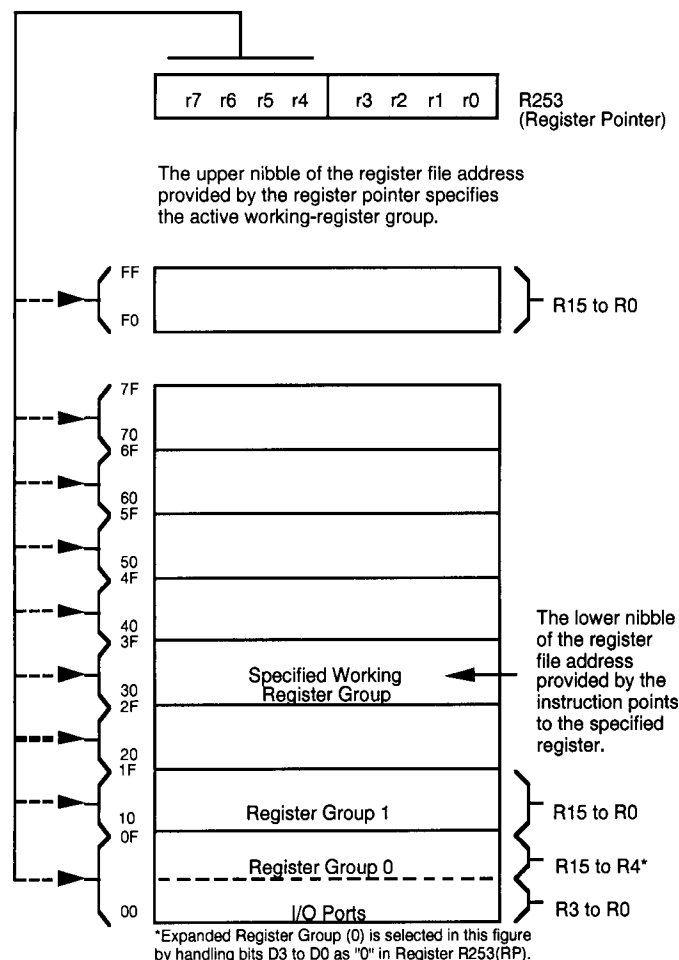 r7 r6 r5 r4 r3 r2 r1 r0
R253
(Register Pointer)
The upper nibble of the register file address
provided by the register pointer specifies
the active working-register group.
FF
F0
R15 to R0
7F
70
6F
60
5F
50
4F
40
3F
30
2F
20
1F
10
0F
00
Specified Working
Register Group
The lower nibble
of the register
file address
provided by the
instruction points
to the specified
register.
Register Group 1
R15 to R0
Register Group 0
R15 to R4*
I/O Ports
R3 to R0
*Expanded Register Group (0) is selected in this figure
by handling bits D3 to D0 as "0" in Register R253(RP).